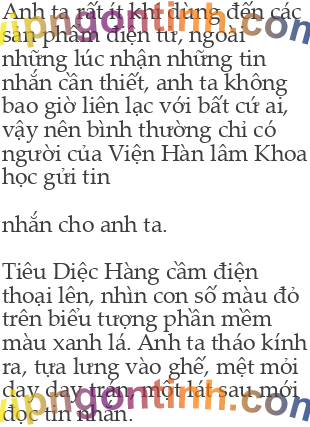 Anh ta rất ít khi dùng đến các
sản phẩm điện tử, ngoài
những lúc nhận những tin
nhắn cần thiết, anh ta không
bao giờ liên lạc với bất cứ ai,
vậy nên bình thường chỉ có
người của Viện Hàn lâm Khoa
học gửi tin
nhắn cho anh ta.
Tiêu Diệc Hàng cầm điện
thoại lên, nhìn con số màu đỏ
trên biểu tượng phần mềm
màu xanh lá. Anh ta tháo kính
ra, tựa lưng vào ghế, mệt mỏi
day day trán, một lát sau mới
đọc tin nhắn.
vipngontinh.com
vipngontinh.com